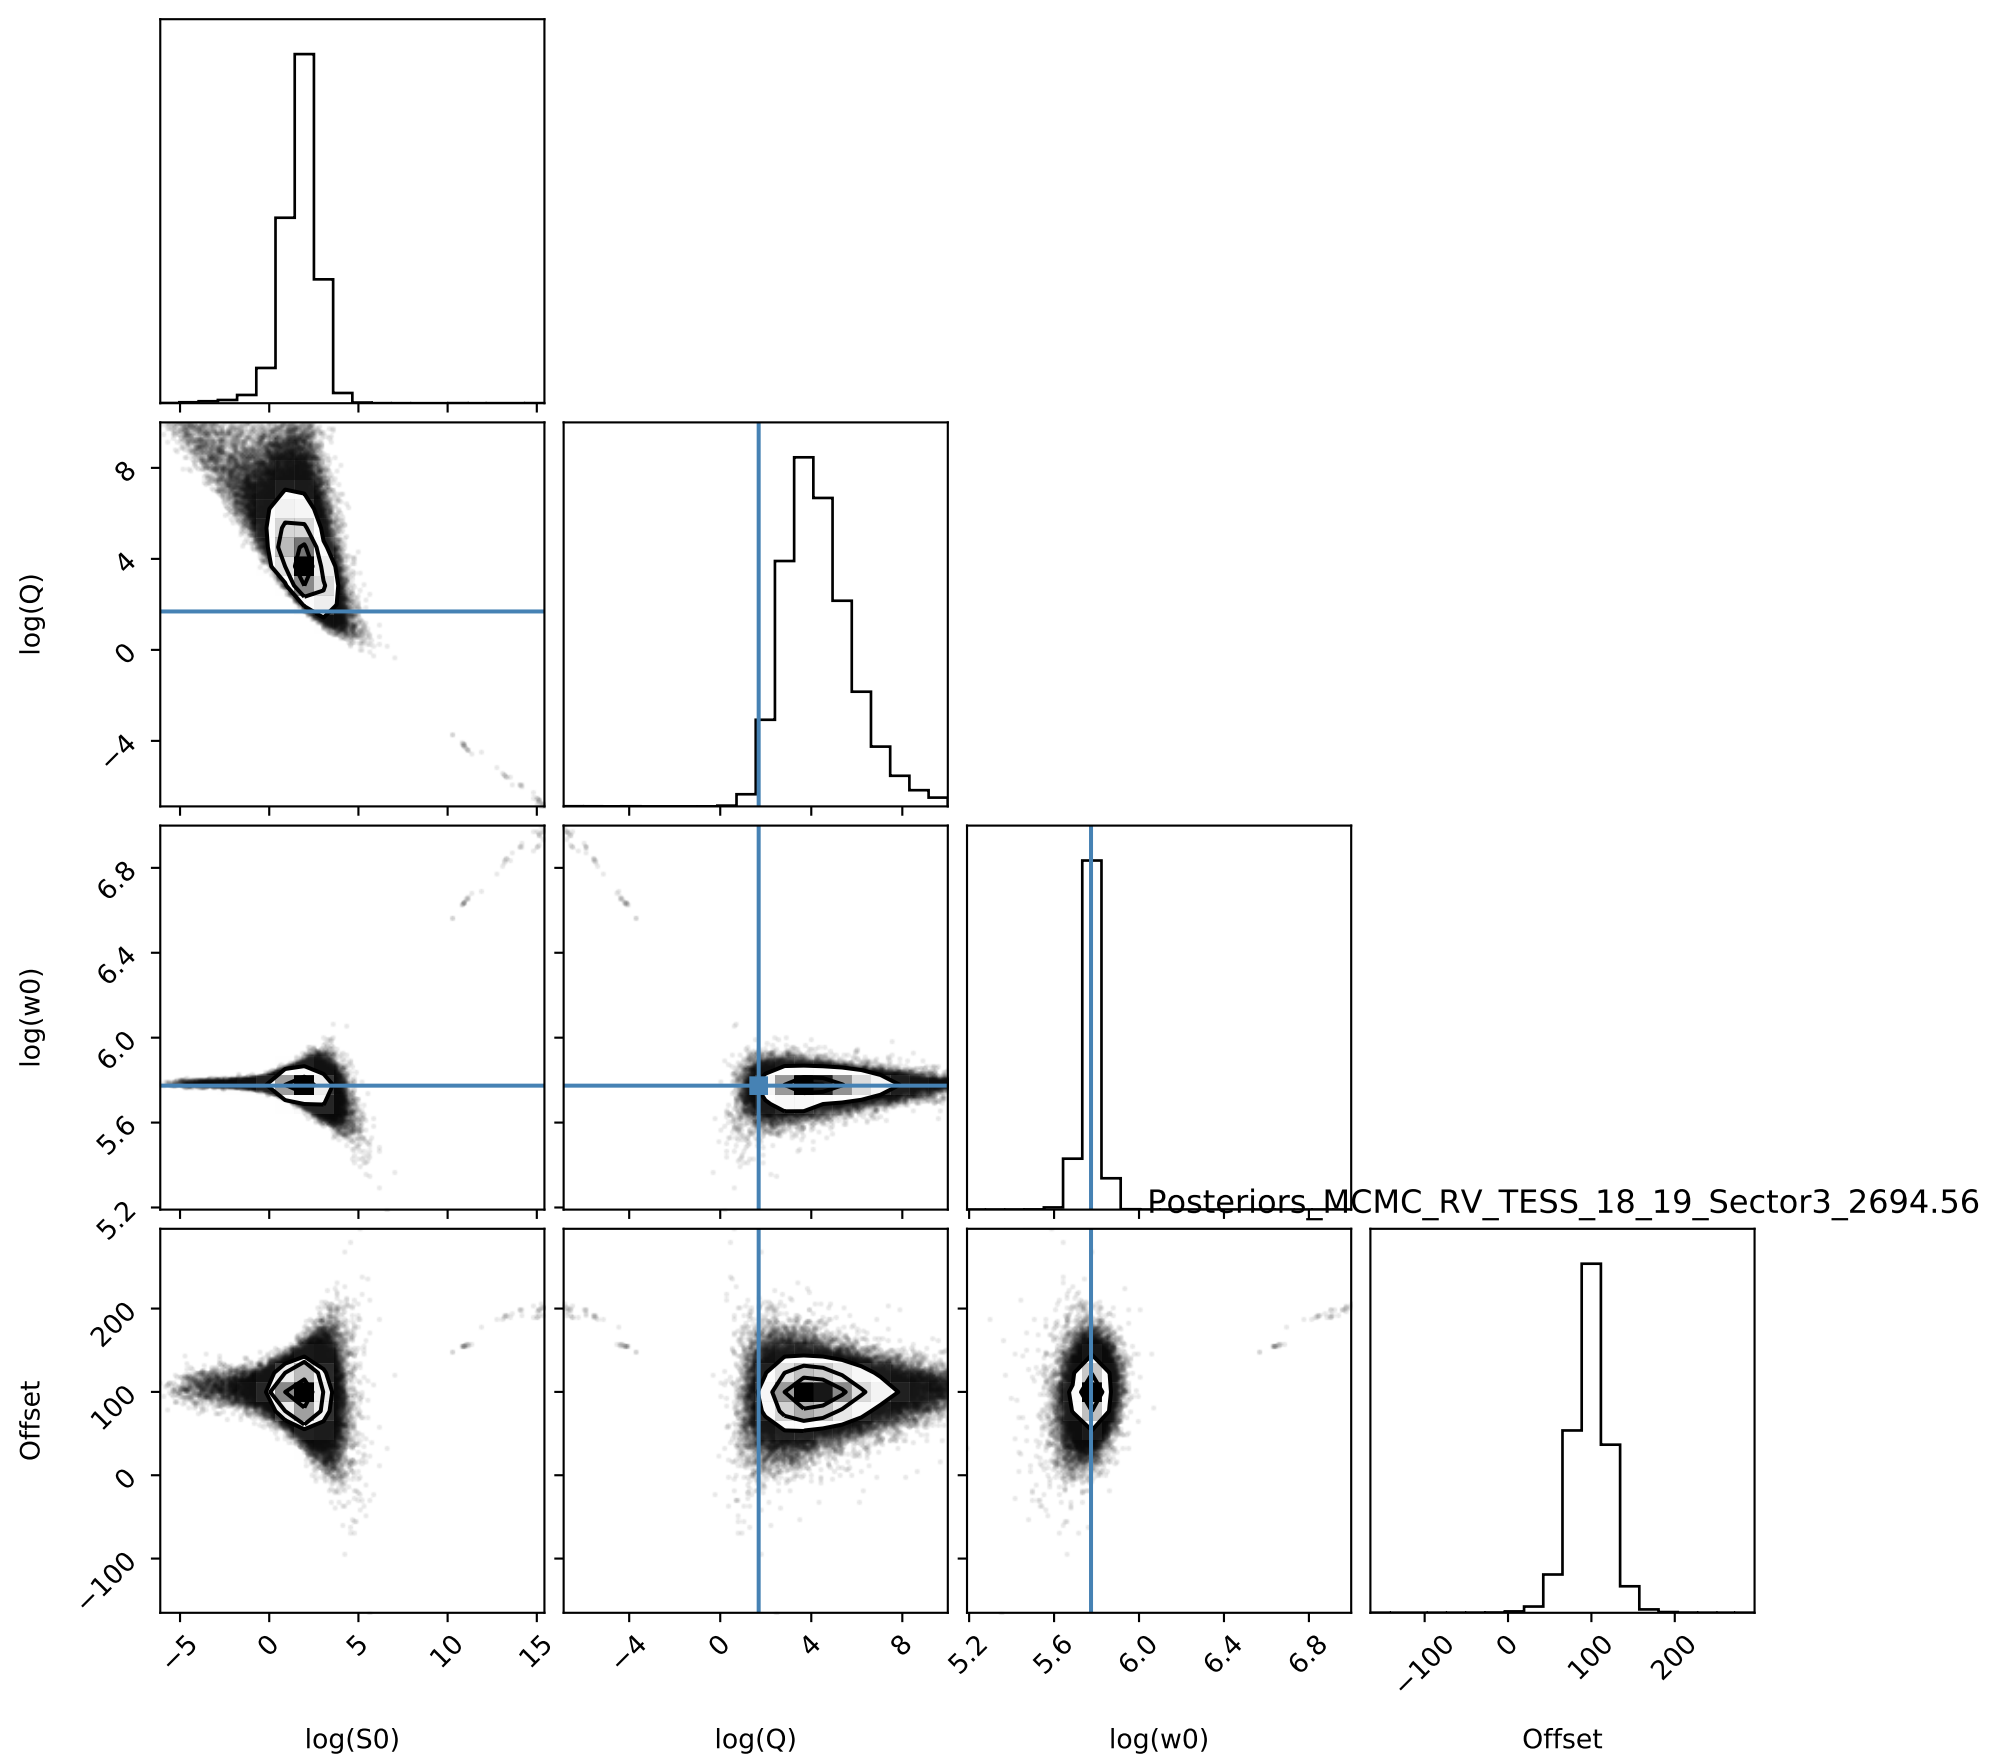 8
4
0
−4
log(Q)
6.8
6.4
6.0
5.6
5.2
log(w0)
Posteriors_MCMC_RV_TESS_18_19_Sector3_2694.56
200
100
0
−100
Offset
−5 0 5 10 15 −4 0 4 8 5.2 5.6 6.0 6.4 6.8 −100 0 100 200
log(S0) log(Q) log(w0) Offset